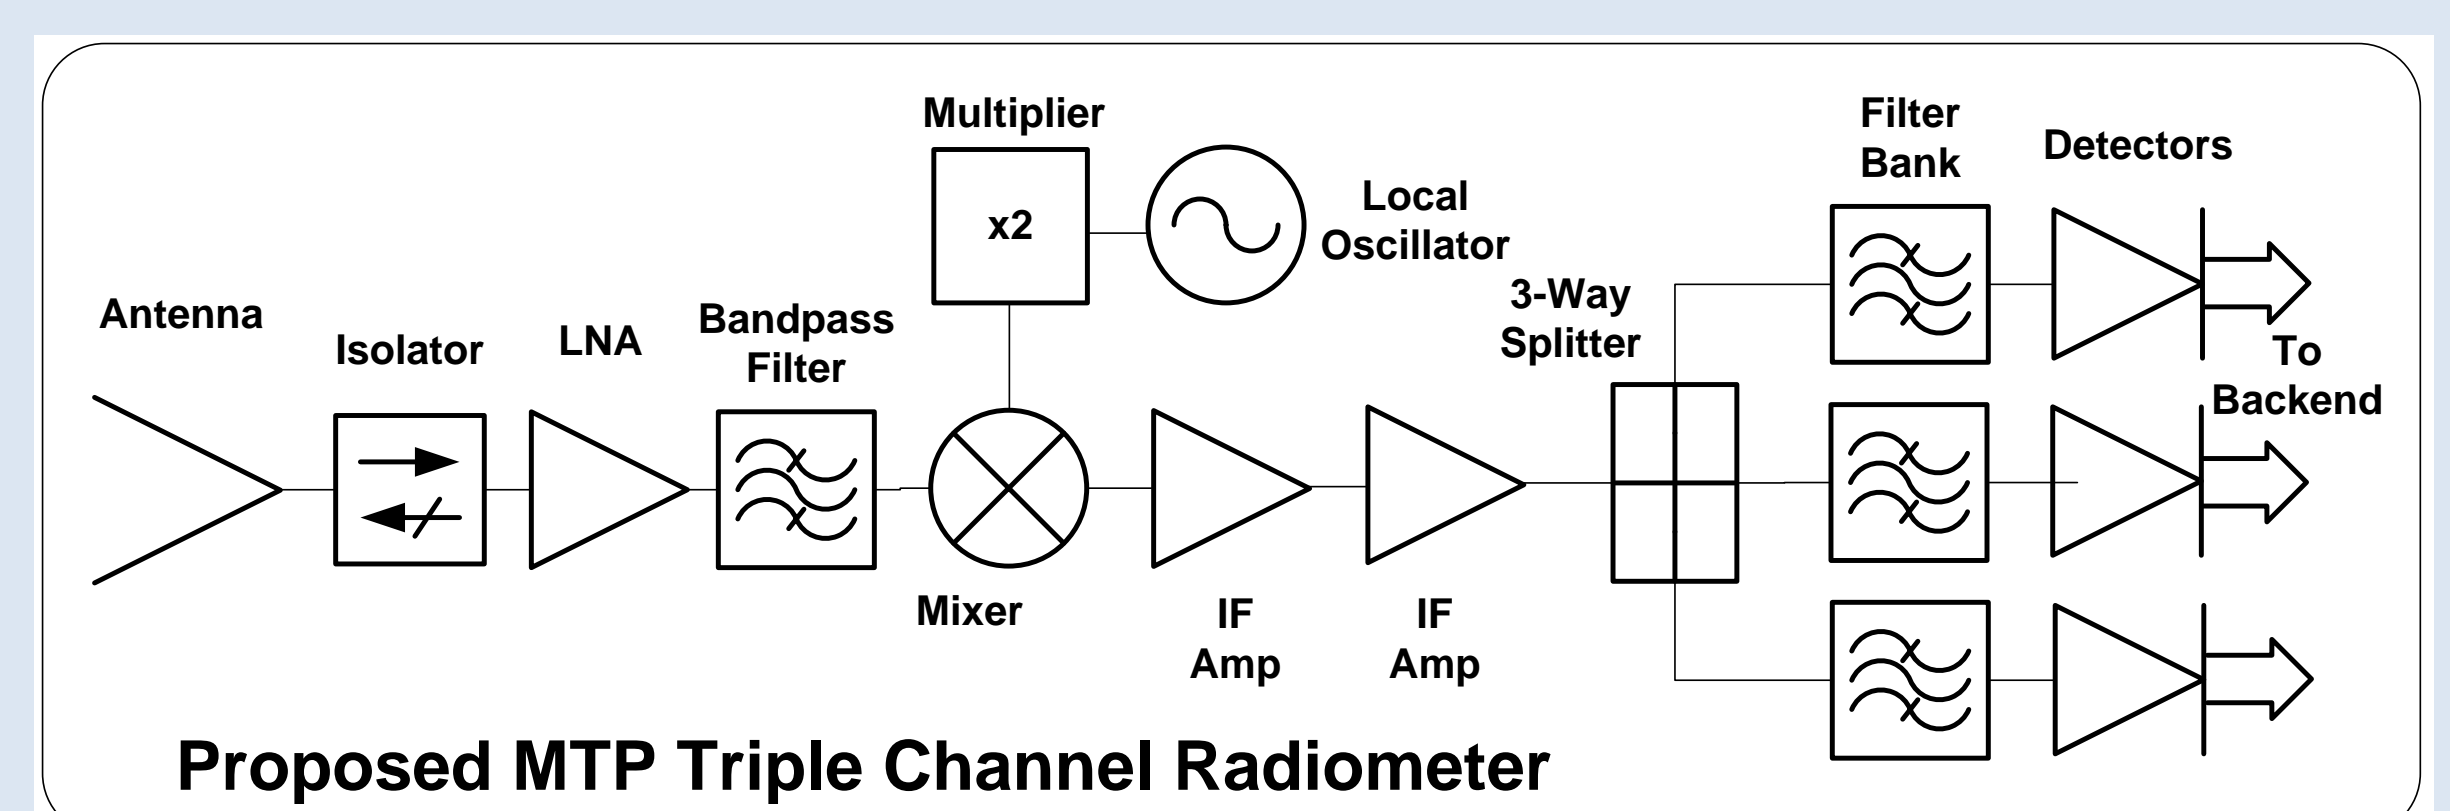 Multiplier
x2
Local
Oscillator
Filter
Bank
Detectors
3-Way
Splitter
Antenna
Isolator
LNA
Bandpass
Filter
To
Backend
Mixer
IF
Amp
IF
Amp
Proposed MTP Triple Channel Radiometer